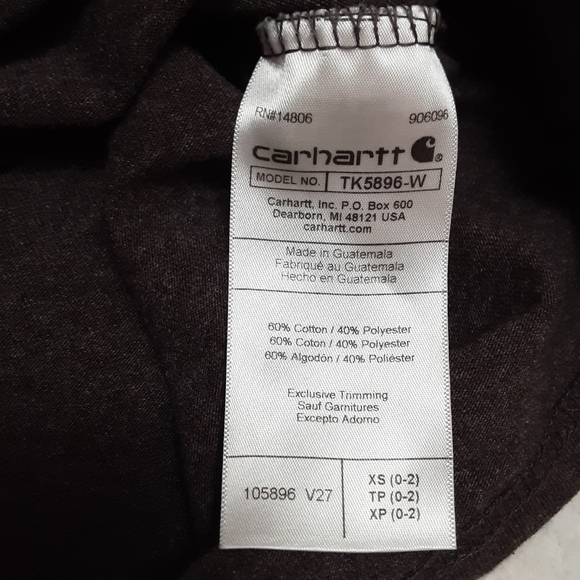 RN#14806 906096
carhartt
MODEL NO. TK5896-W
Carhartt, Inc. P.O. Box 600
Dearborn, MI 48121 USA
carhartt.com
Made in Guatemala
Fabriqué au Guatemala
Hecho en Guatemala
60% Cotton / 40% Polyester
60% Coton / 40% Polyester
60% Algodón / 40% Poliéster
Exclusive Trimming
Sauf Garnitures
Excepto Adorno
105896 V27
XS (0-2)
TP (0-2)
XP (0-2)